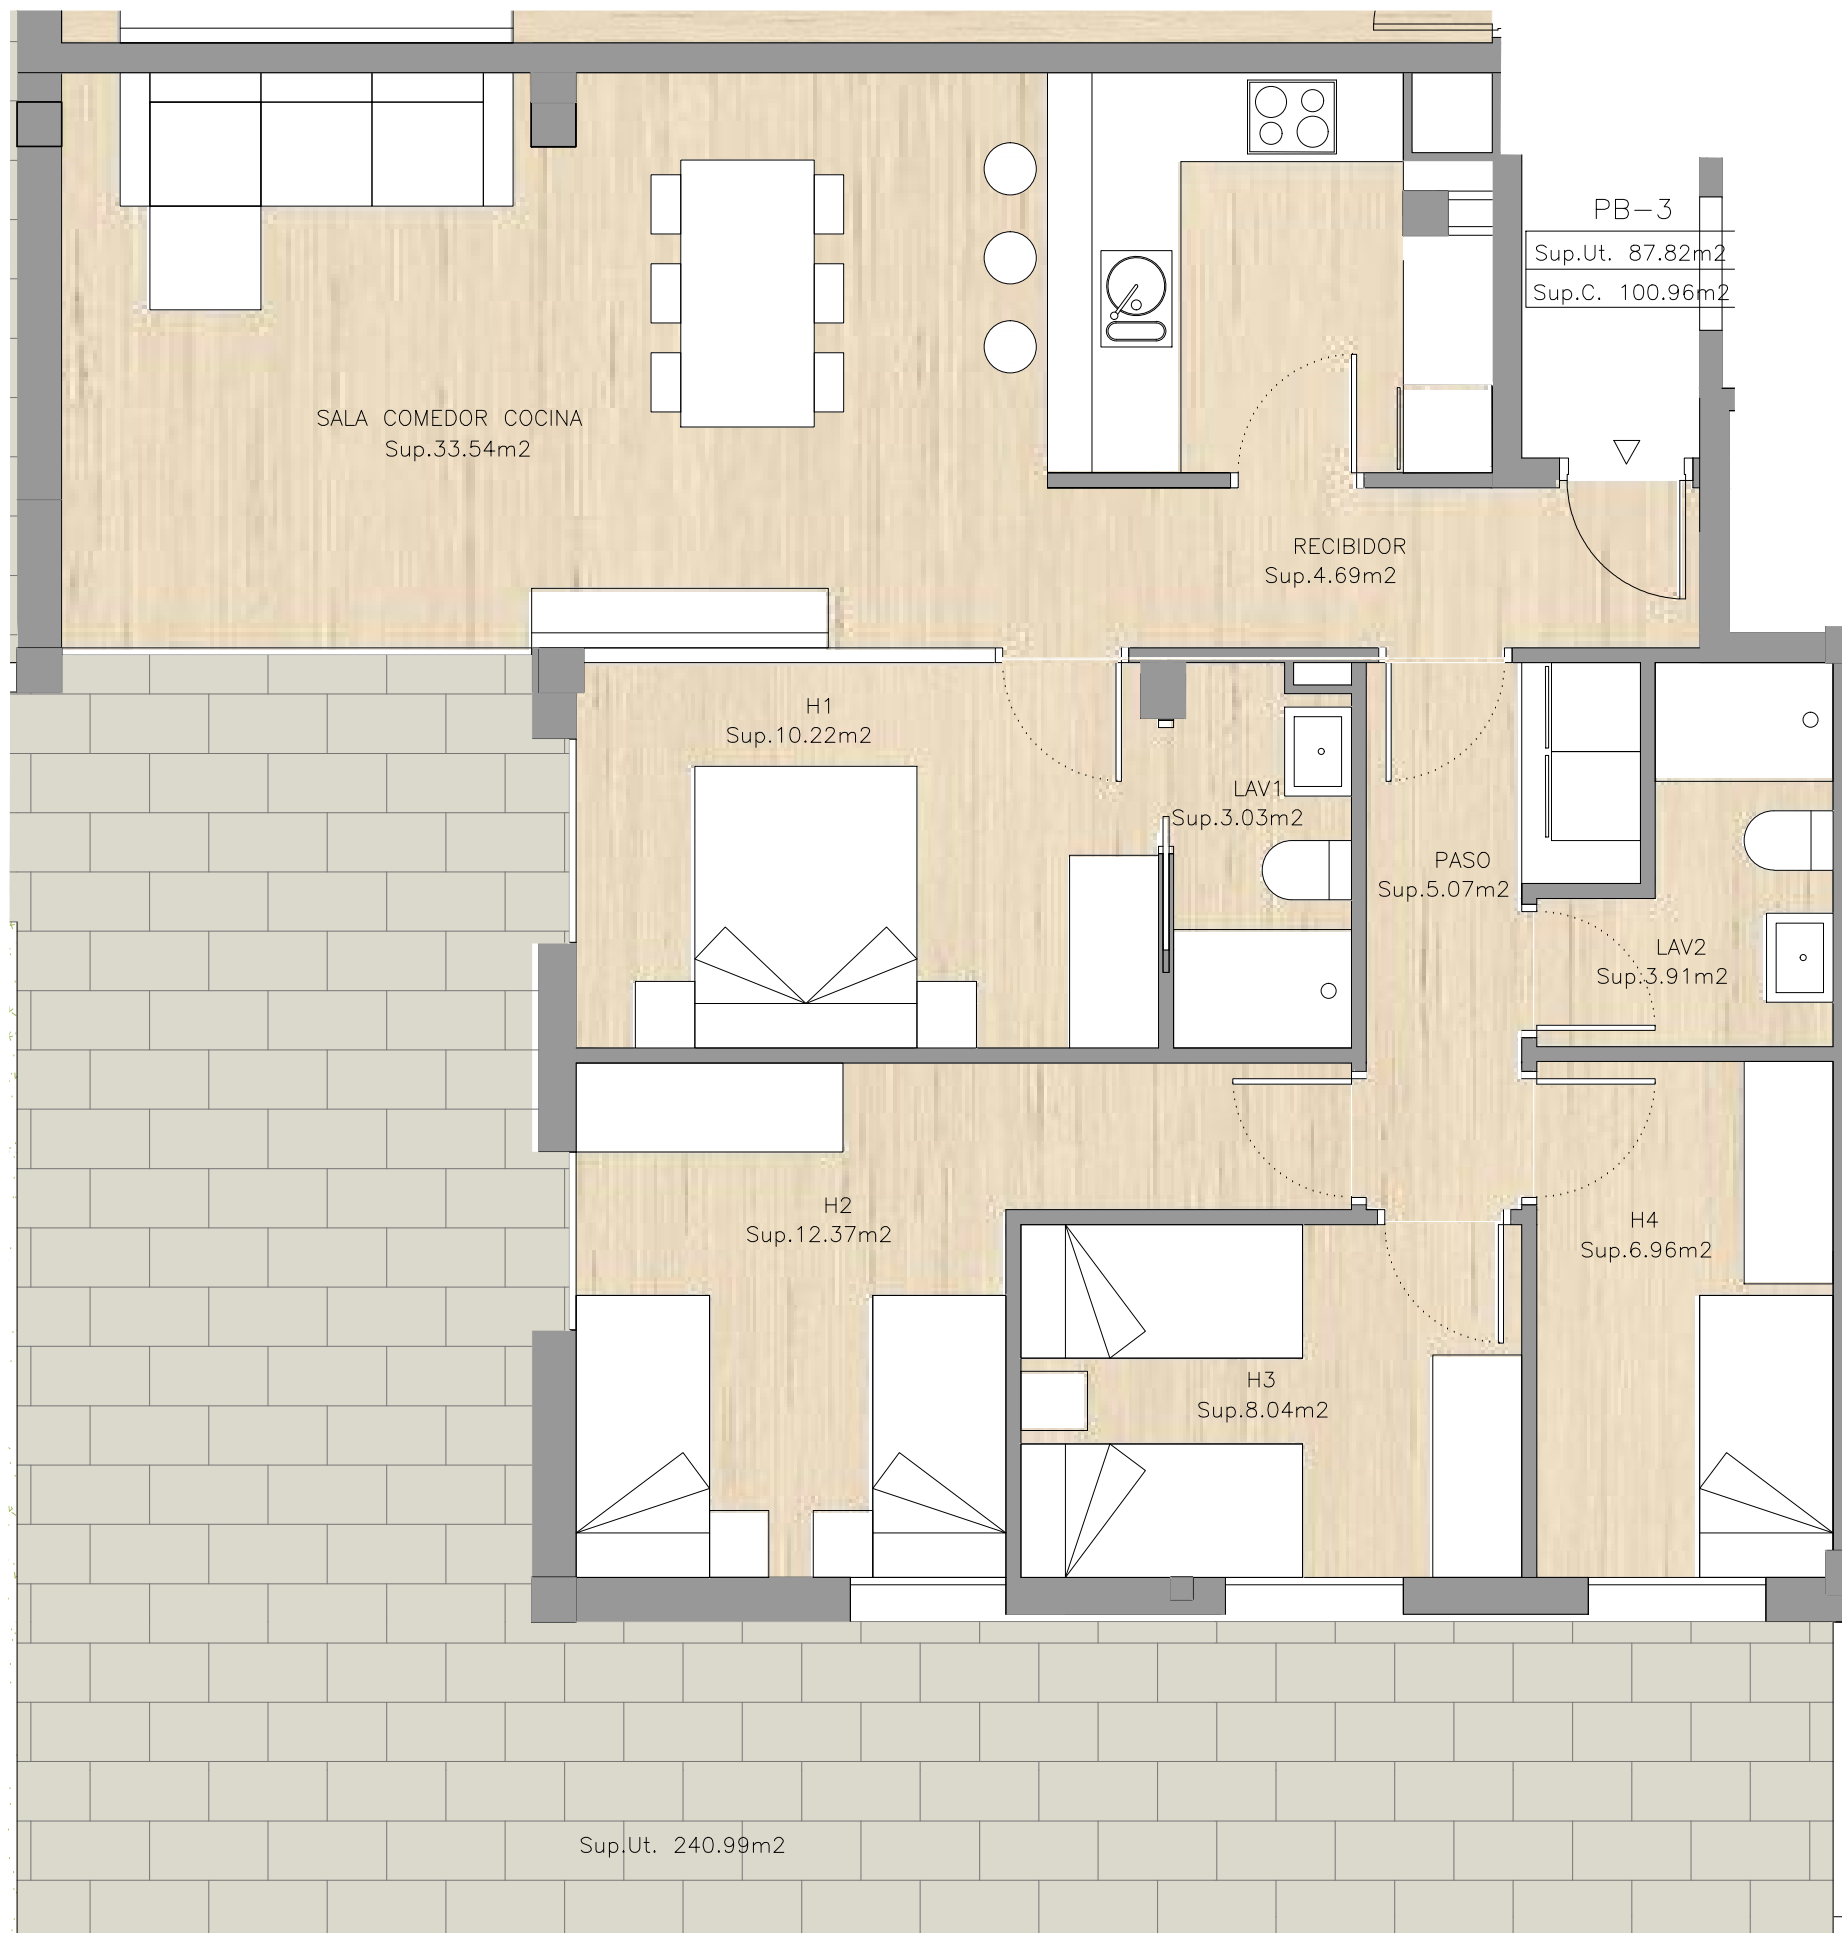 PB-3
Sup.Ut. 87.82m2
Sup.C. 100.96m2
SALA COMEDOR COCINA
Sup.33.54m2
RECIBIDOR
Sup.4.69m2
H1
Sup.10.22m2
LAV1
Sup.3.03m2
PASO
Sup.5.07m2
LAV2
Sup.3.91m2
H2
Sup.12.37m2
H4
Sup.6.96m2
H3
Sup.8.04m2
Sup.Ut. 240.99m2